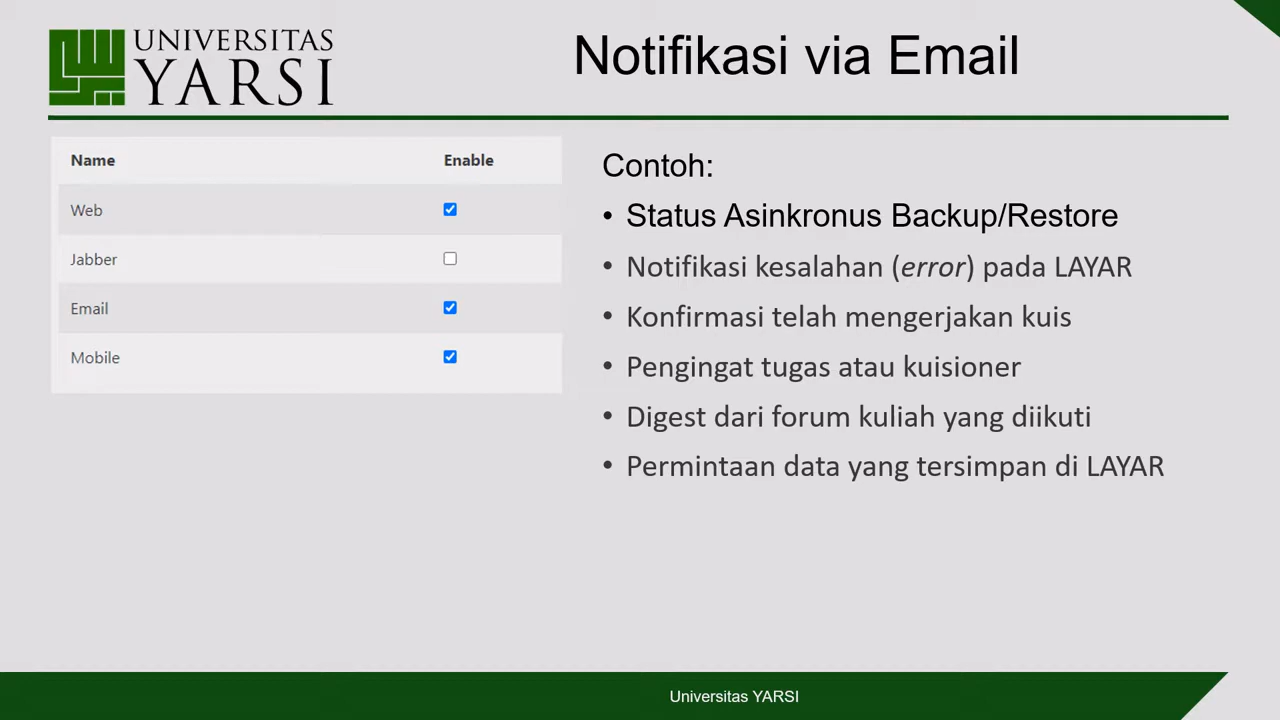 UNIVERSITAS
YARSI
Notifikasi via Email
Name Enable
Web
Jabber
Email
Mobile
Contoh:
• Status Asinkronus Backup/Restore
• Notifikasi kesalahan (error) pada LAYAR
• Konfirmasi telah mengerjakan kuis
• Pengingat tugas atau kuisioner
• Digest dari forum kuliah yang diikuti
• Permintaan data yang tersimpan di LAYAR
Universitas YARSI